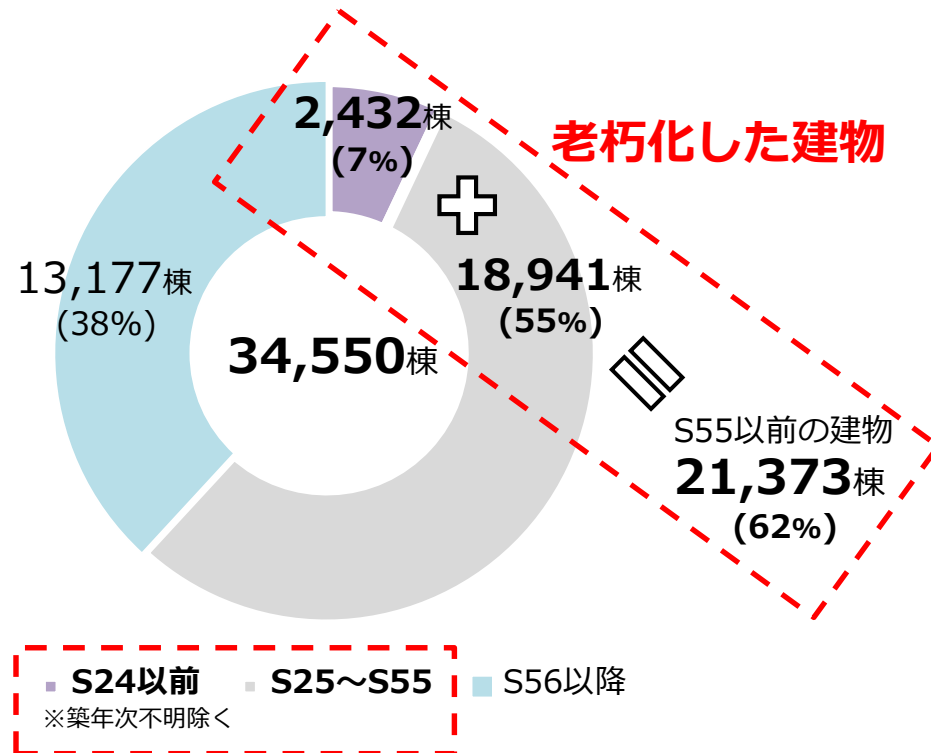 2,432棟
(7%)
老朽化した建物
18,941棟
(55%)
13,177棟
(38%)
34,550棟
S55以前の建物
21,373棟
(62%)
S24以前 S25～S55 S56以降
※築年次不明除く